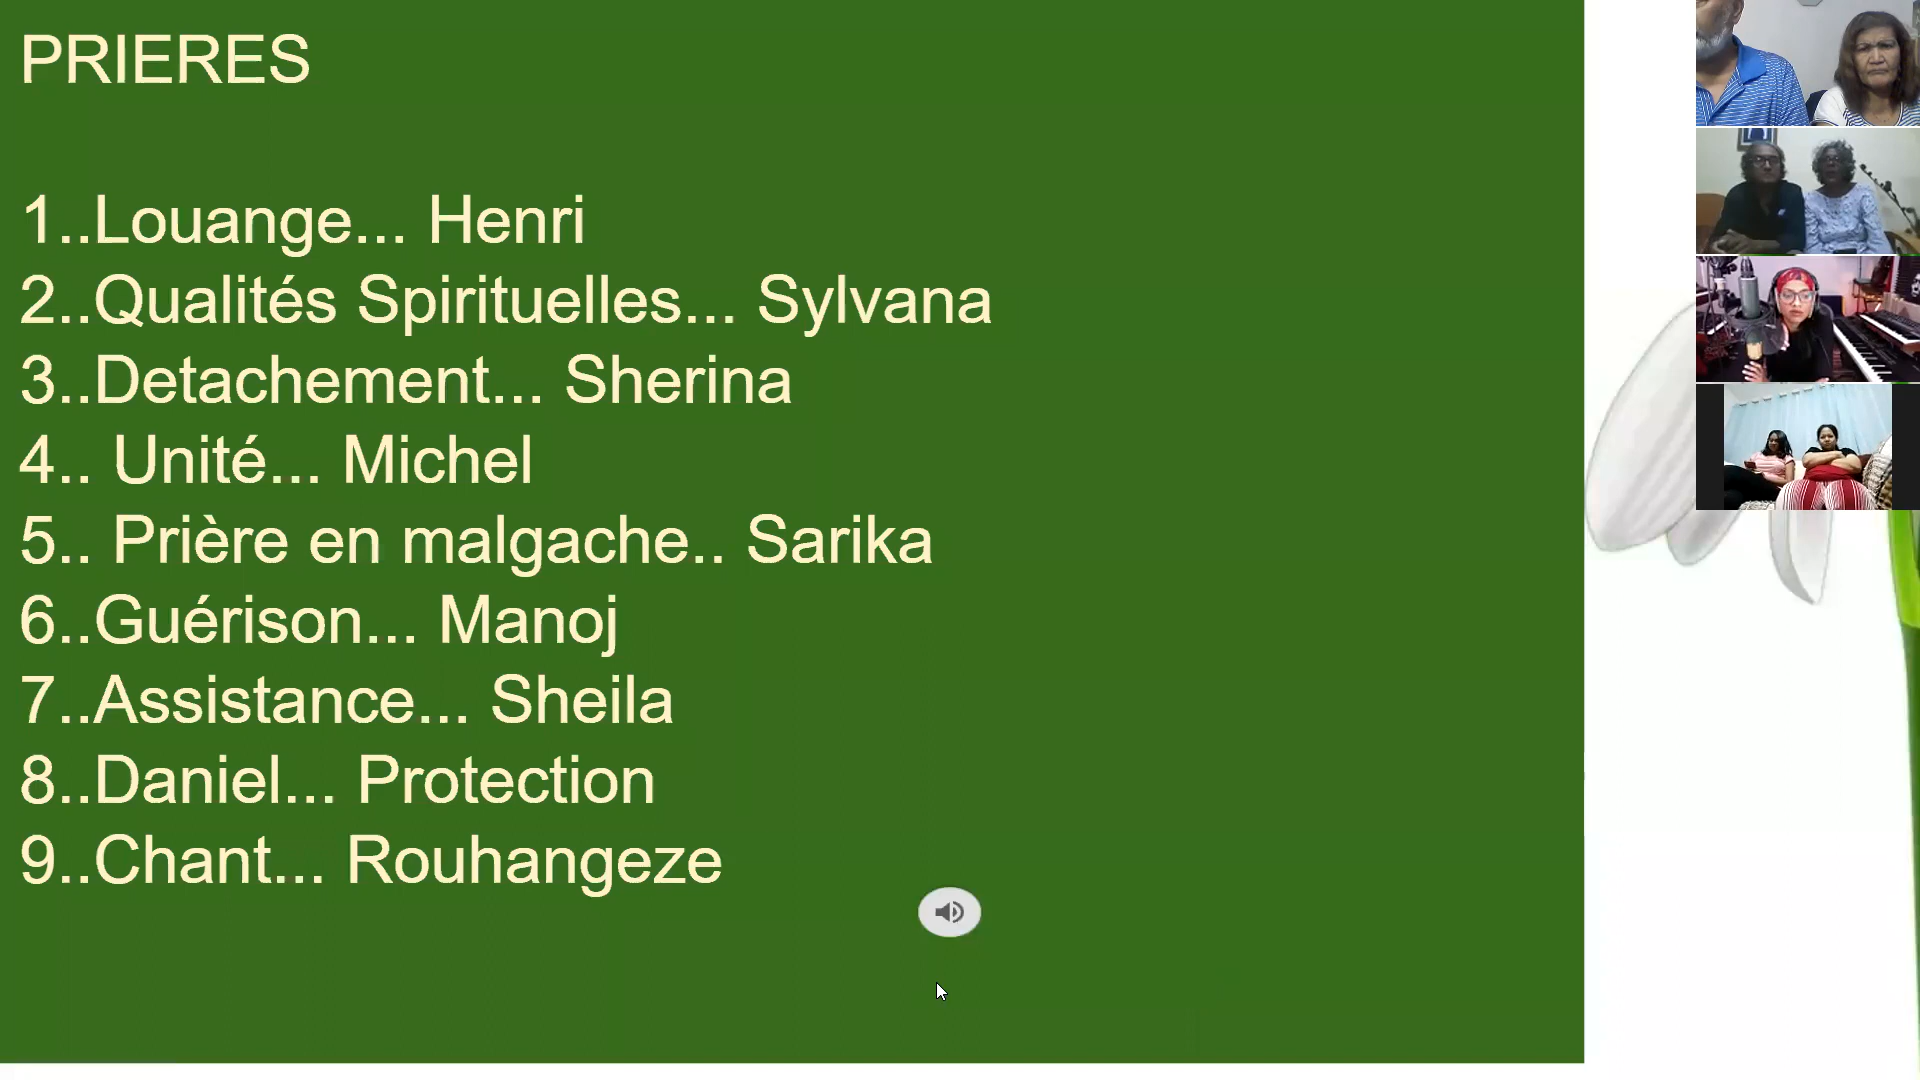 PRIERES
1..Louange... Henri
2..Qualités Spirituelles... Sylvana
3..Detachement... Sherina
4.. Unité... Michel
5.. Prière en malgache.. Sarika
6..Guérison... Manoj
7..Assistance... Sheila
8..Daniel... Protection
9..Chant... Rouhangeze